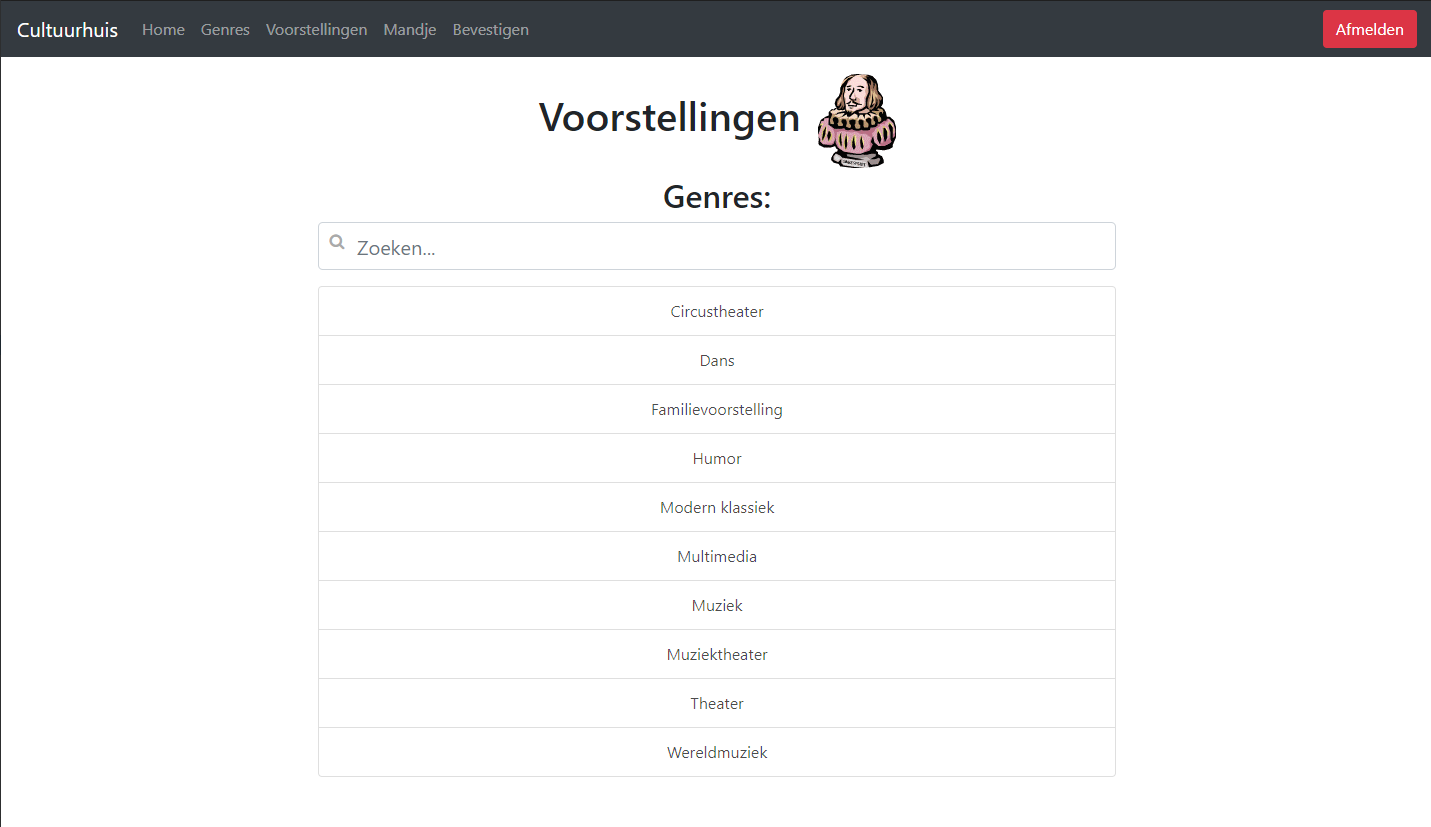 Cultuurhuis Home Genres Voorstellingen Mandje Bevestigen Afmelden
Voorstellingen
Genres:
Zoeken...
Circustheater
Dans
Familievoorstelling
Humor
Modern klassiek
Multimedia
Muziek
Muziektheater
Theater
Wereldmuziek